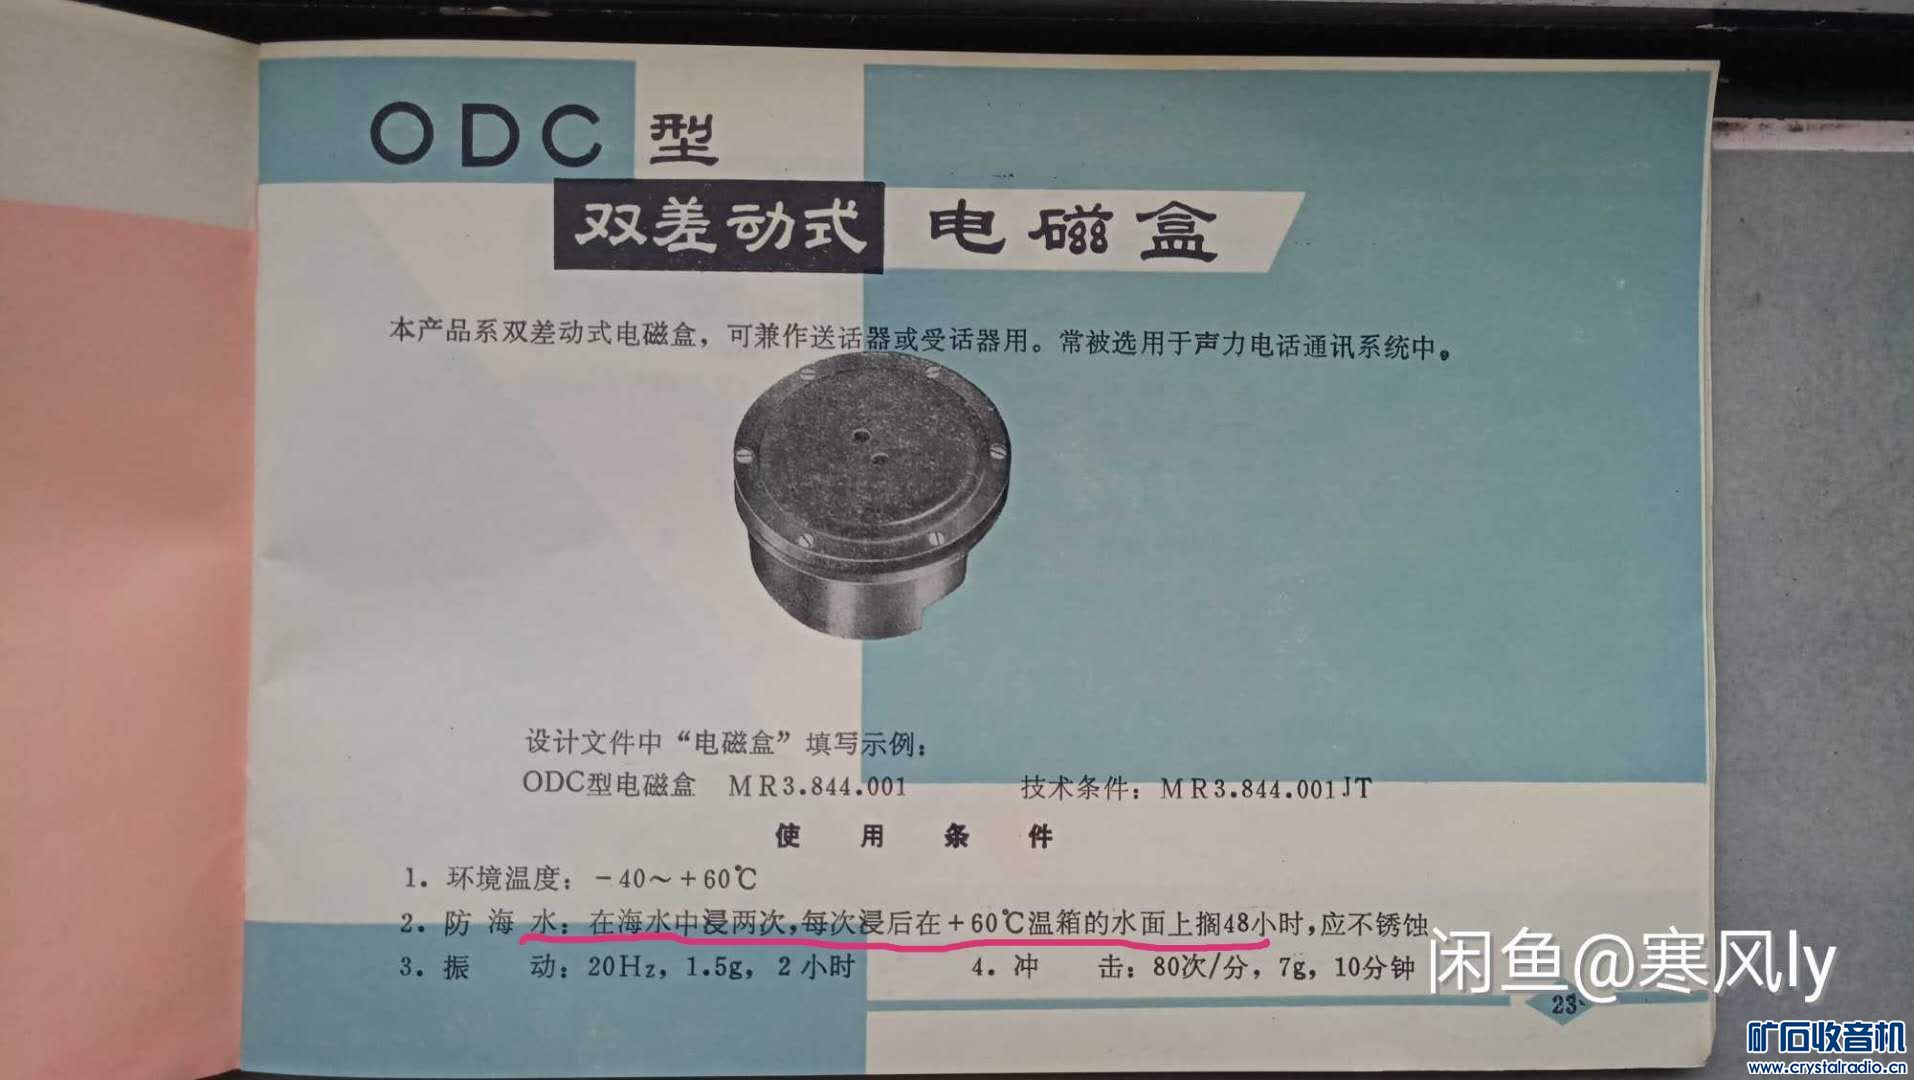 ODC型
双差动式 电磁盒
本产品系双差动式电磁盒，可兼作送话器或受话器用。常被选用于声力电话通讯系统中。
设计文件中“电磁盒”填写示例：
ODC型电磁盒 MR3.844.001 技术条件：MR3.844.001JT
使用条件
1. 环境温度：－40～＋60℃
2. 防海水：在海水中浸两次，每次浸后在＋60℃温箱的水面上搁48小时，应不锈蚀
3. 振动：20Hz，1.5g，2小时 4. 冲击：80次/分，7g，10分钟
闲鱼@寒风ly
23
矿石收音机
www.crystalradio.cn